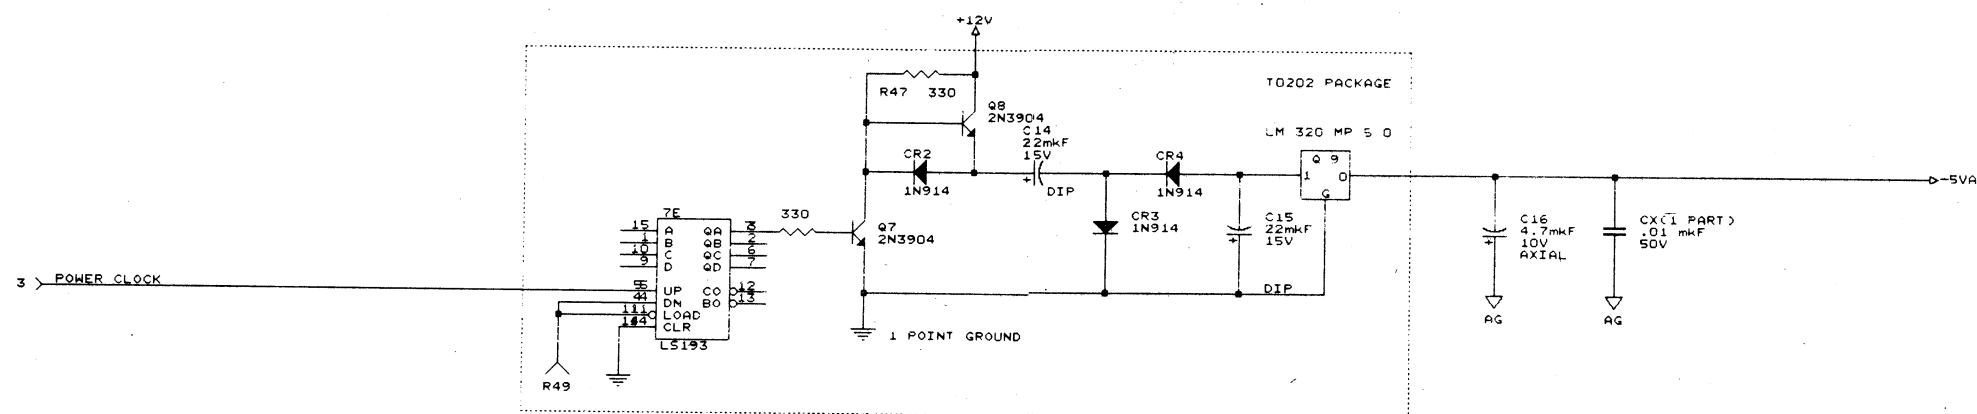 +12V
R47 330
Q8
2N3904
C14
22mkF
15V
DIP
TO202 PACKAGE
LM 320 MP 5 0
Q 9
1 O
G
CR2
1N914
CR4
1N914
CR3
1N914
C15
22mkF
15V
-5VA
C16
4.7mkF
10V
AXIAL
CX(1 PART)
.01 mkF
50V
AG
AG
330
Q7
2N3904
7E
15 A QA
1 B QB 2
10 C QC 6
9 D QD 7
3 POWER CLOCK
5 UP CO 12
4 DN BO 13
11 LOAD
14 CLR
LS193
R49
DIP
1 POINT GROUND